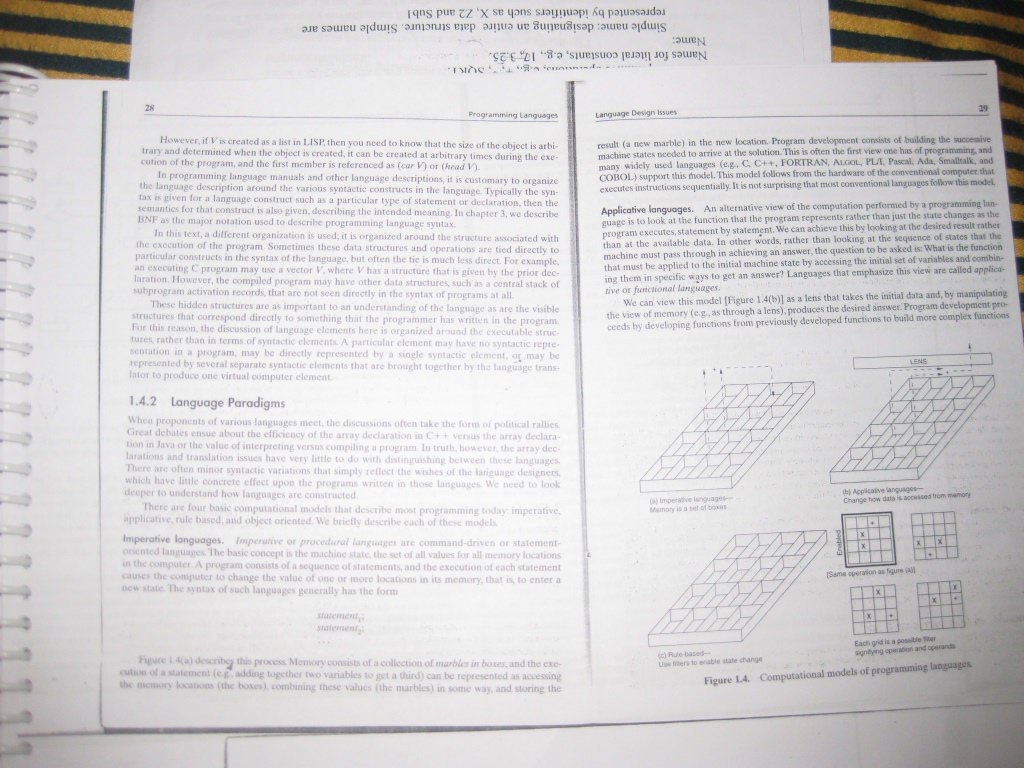 represented by identifiers such as X, Z2, and Sub1
Simple name: designating an entire data structure. Simple names are
Name:
Names for literal constants, e.g., 17, 3.25.
28
Programming Languages
However, if V is created as a list in LISP, then you need to know that the size of the object is arbi-
trary and determined when the object is created, it can be created at arbitrary times during the exe-
cution of the program, and the first member is referenced as (car V) or (head V).
In programming language manuals and other language descriptions, it is customary to organize
the language description around the various syntactic constructs in the language. Typically the syn-
tax is given for a language construct such as a particular type of statement or declaration, then the
semantics for that construct is also given, describing the intended meaning. In chapter 3, we describe
BNF as the major notation used to describe programming language syntax.
In this text, a different organization is used; it is organized around the structure associated with
the execution of the program. Sometimes these data structures and operations are tied directly to
particular constructs in the syntax of the language, but often the tie is much less direct. For example,
an executing C program may use a vector V, where V has a structure that is given by the prior dec-
laration. However, the compiled program may have other data structures, such as a central stack of
subprogram activation records, that are not seen directly in the syntax of programs at all.
These hidden structures are as important to an understanding of the language as are the visible
structures that correspond directly to something that the programmer has written in the program.
For this reason, the discussion of language elements here is organized around the executable struc-
tures, rather than in terms of syntactic elements. A particular element may have no syntactic repre-
sentation in a program, may be directly represented by a single syntactic element, or may be
represented by several separate syntactic elements that are brought together by the language trans-
lator to produce one virtual computer element.
1.4.2 Language Paradigms
When proponents of various languages meet, the discussions often take the form of political rallies.
Great debates ensue about the efficiency of the array declaration in C++ versus the array declara-
tion in Java or the value of interpreting versus compiling a program. In truth, however, the array dec-
larations and translation issues have very little to do with distinguishing between these languages.
There are often minor syntactic variations that simply reflect the wishes of the language designers,
which have little concrete effect upon the programs written in those languages. We need to look
deeper to understand how languages are constructed.
There are four basic computational models that describe most programming today: imperative,
applicative, rule based, and object oriented. We briefly describe each of these models.
Imperative languages. Imperative or procedural languages are command-driven or statement-
oriented languages. The basic concept is the machine state, the set of all values for all memory locations
in the computer. A program consists of a sequence of statements, and the execution of each statement
causes the computer to change the value of one or more locations in its memory, that is, to enter a
new state. The syntax of such languages generally has the form
statement1;
statement2;
...
Figure 1.4(a) describes this process. Memory consists of a collection of marbles in boxes, and the exe-
cution of a statement (e.g., adding together two variables to get a third) can be represented as accessing
the memory locations (the boxes), combining these values (the marbles) in some way, and storing the
Language Design Issues
29
result (a new marble) in the new location. Program development consists of building the successive
machine states needed to arrive at the solution. This is often the first view one has of programming, and
many widely used languages (e.g., C, C++, FORTRAN, ALGOL, PL/I, Pascal, Ada, Smalltalk, and
COBOL) support this model. This model follows from the hardware of the conventional computer that
executes instructions sequentially. It is not surprising that most conventional languages follow this model.
Applicative languages. An alternative view of the computation performed by a programming lan-
guage is to look at the function that the program represents rather than just the state changes as the
program executes, statement by statement. We can achieve this by looking at the desired result rather
than at the available data. In other words, rather than looking at the sequence of states that the
machine must pass through in achieving an answer, the question to be asked is: What is the function
that must be applied to the initial machine state by accessing the initial set of variables and combin-
ing them in specific ways to get an answer? Languages that emphasize this view are called applica-
tive or functional languages.
We can view this model [Figure 1.4(b)] as a lens that takes the initial data and, by manipulating
the view of memory (e.g., as through a lens), produces the desired answer. Program development pro-
ceeds by developing functions from previously developed functions to build more complex functions
LENS
(a) Imperative languages—
Memory is a set of boxes
(b) Applicative languages—
Change how data is accessed from memory
Enabled
[Same operation as figure (a)]
(c) Rule-based—
Use filters to enable state change
Each grid is a possible filter
signifying operation and operands
Figure 1.4. Computational models of programming languages.